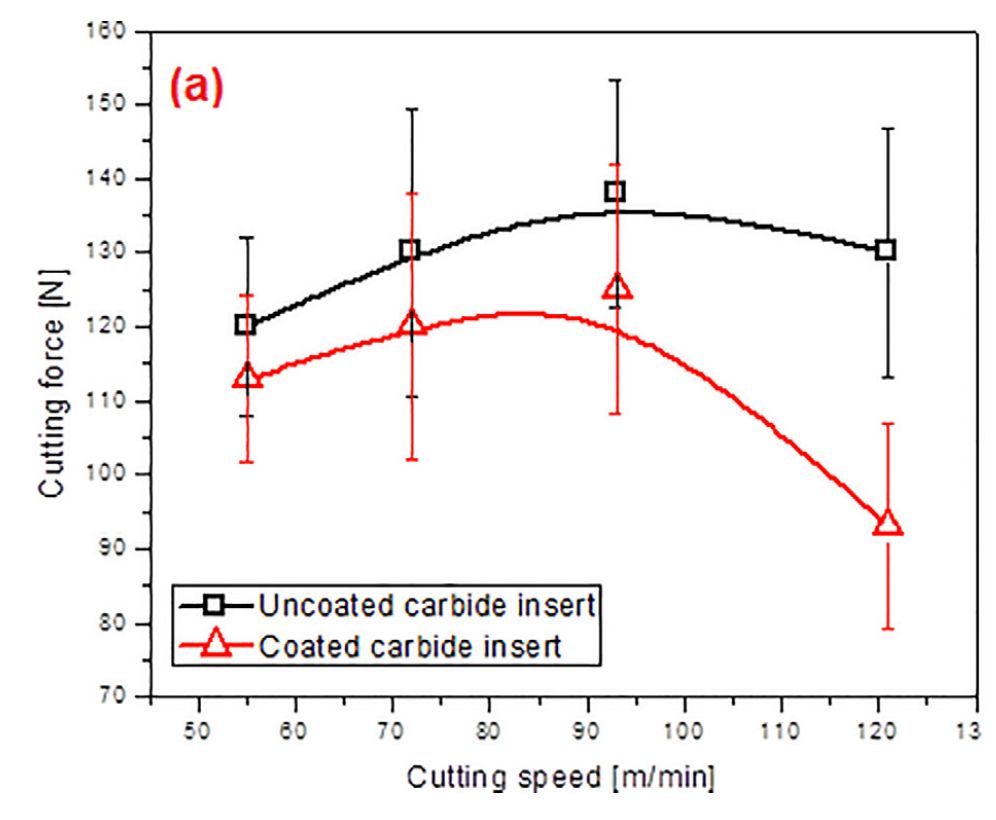 160
(a)
150
140
130
120
110
100
90
80
70
Cutting force [N]
Uncoated carbide insert
Coated carbide insert
50 60 70 80 90 100 110 120 13
Cutting speed [m/min]